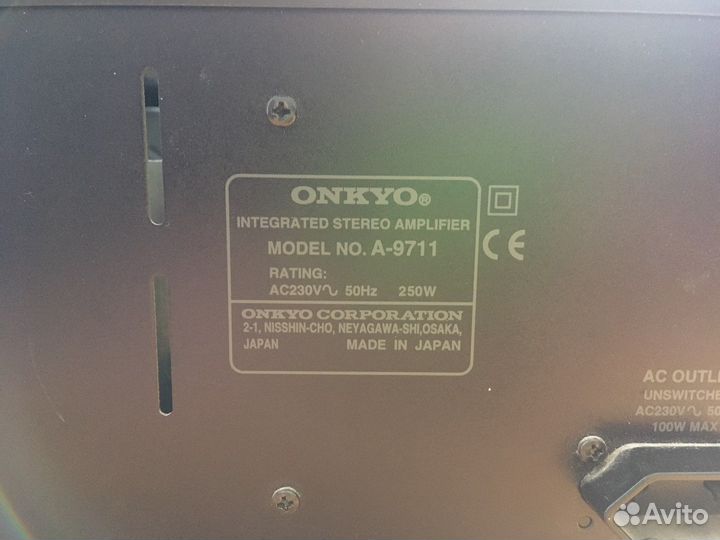 ONKYO®
INTEGRATED STEREO AMPLIFIER
MODEL NO. A-9711
RATING:
AC230V∿ 50Hz 250W
ONKYO CORPORATION
2-1, NISSHIN-CHO, NEYAGAWA-SHI,OSAKA,
JAPAN MADE IN JAPAN
CE
AC OUTL
UNSWITCHE
AC230V∿ 50
100W MAX
Avito